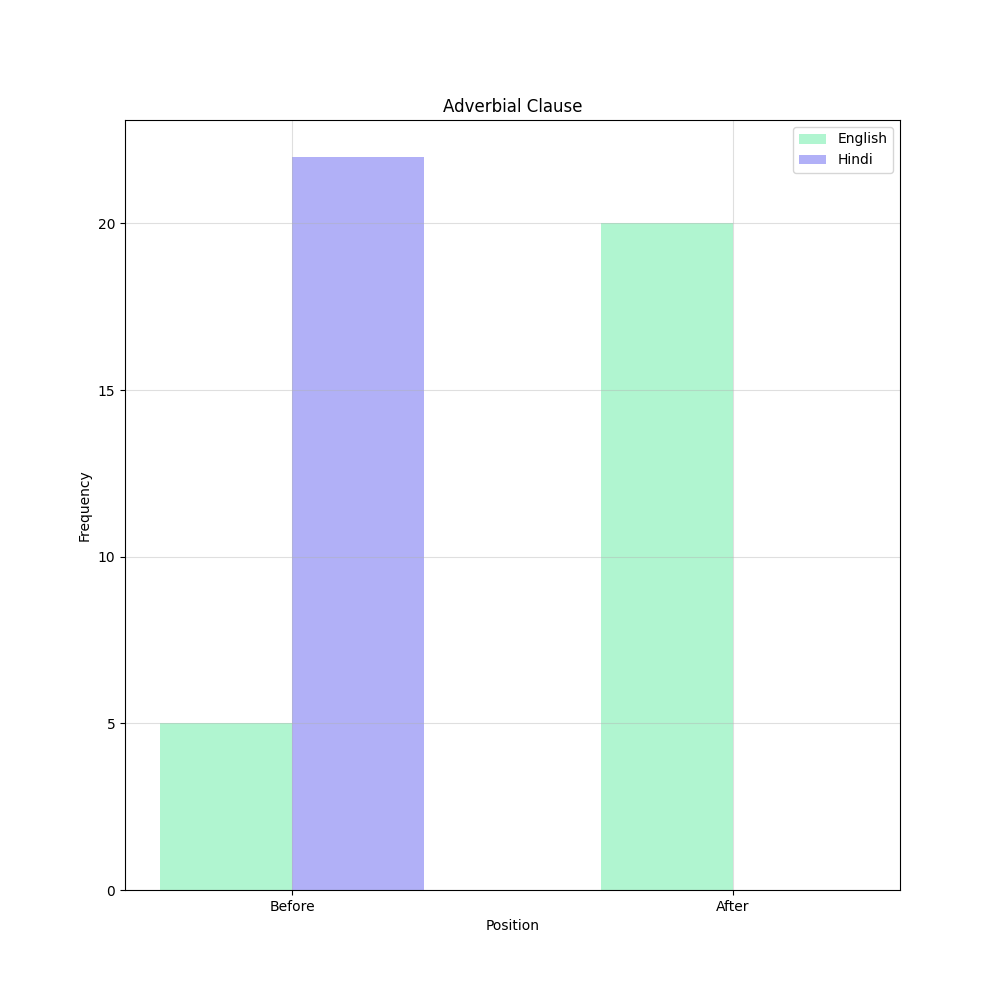 Adverbial Clause
English
Hindi
20
15
10
5
0
Frequency
Before
After
Position